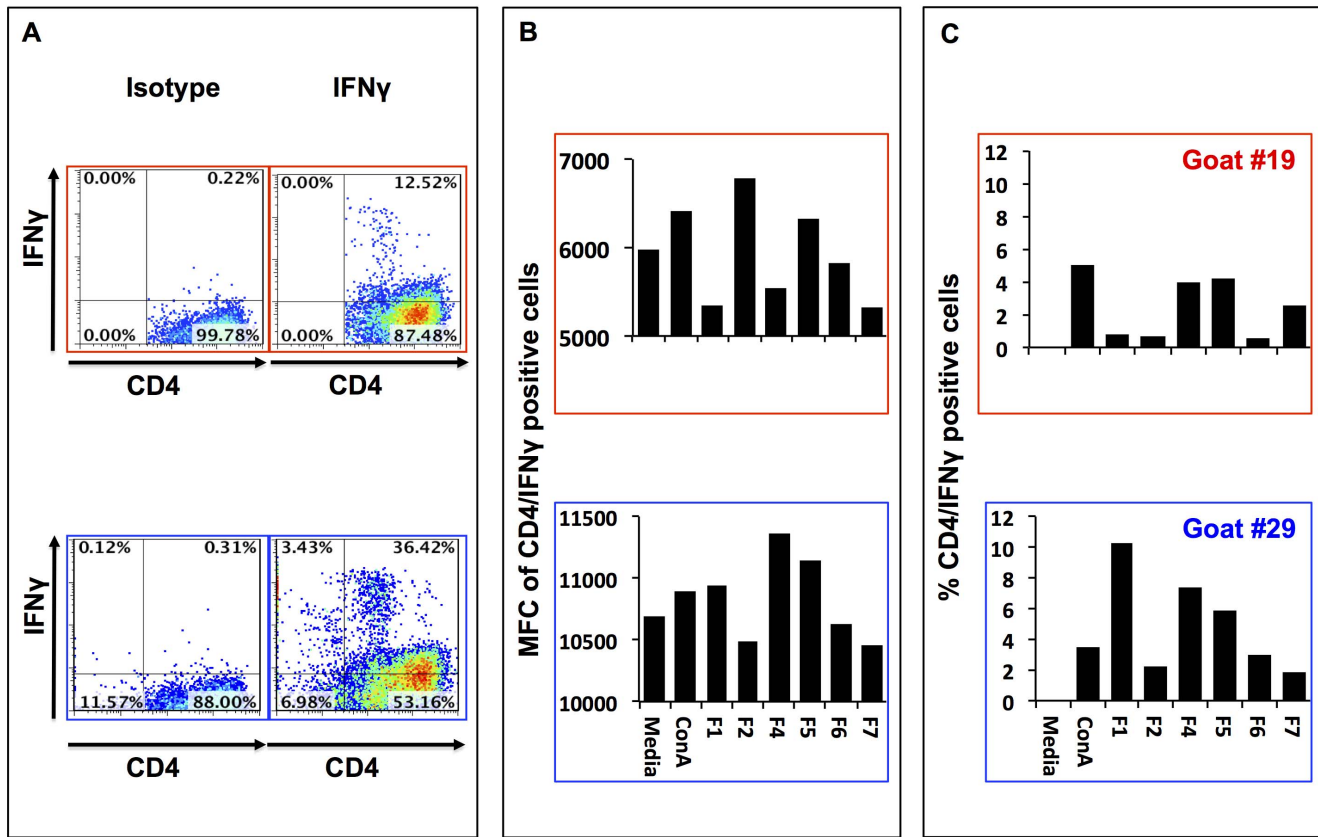 A
Isotype
IFNγ
IFNγ
0.00%
0.22%
0.00%
99.78%
CD4
0.00%
12.52%
0.00%
87.48%
CD4
IFNγ
0.12%
0.31%
11.57%
88.00%
CD4
3.43%
36.42%
6.98%
53.16%
CD4
B
MFC of CD4/IFNγ positive cells
7000
6000
5000
11500
11000
10500
10000
Media
ConA
F1
F2
F4
F5
F6
F7
C
% CD4/IFNγ positive cells
Goat #19
12
10
8
6
4
2
0
Goat #29
12
10
8
6
4
2
0
Media
ConA
F1
F2
F4
F5
F6
F7